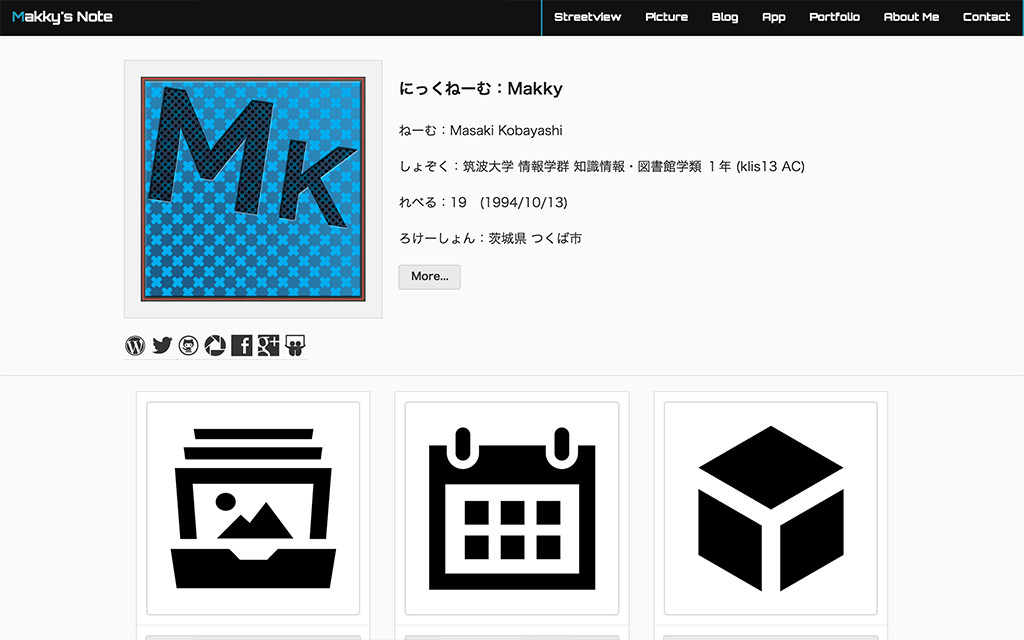 Makky's Note
Streetview Picture Blog App Portfolio About Me Contact
MK
にっくねーむ：Makky
ねーむ：Masaki Kobayashi
しょぞく：筑波大学 情報学群 知識情報・図書館学類 １年 (klis13 AC)
れべる：19　(1994/10/13)
ろけーしょん：茨城県 つくば市
More...